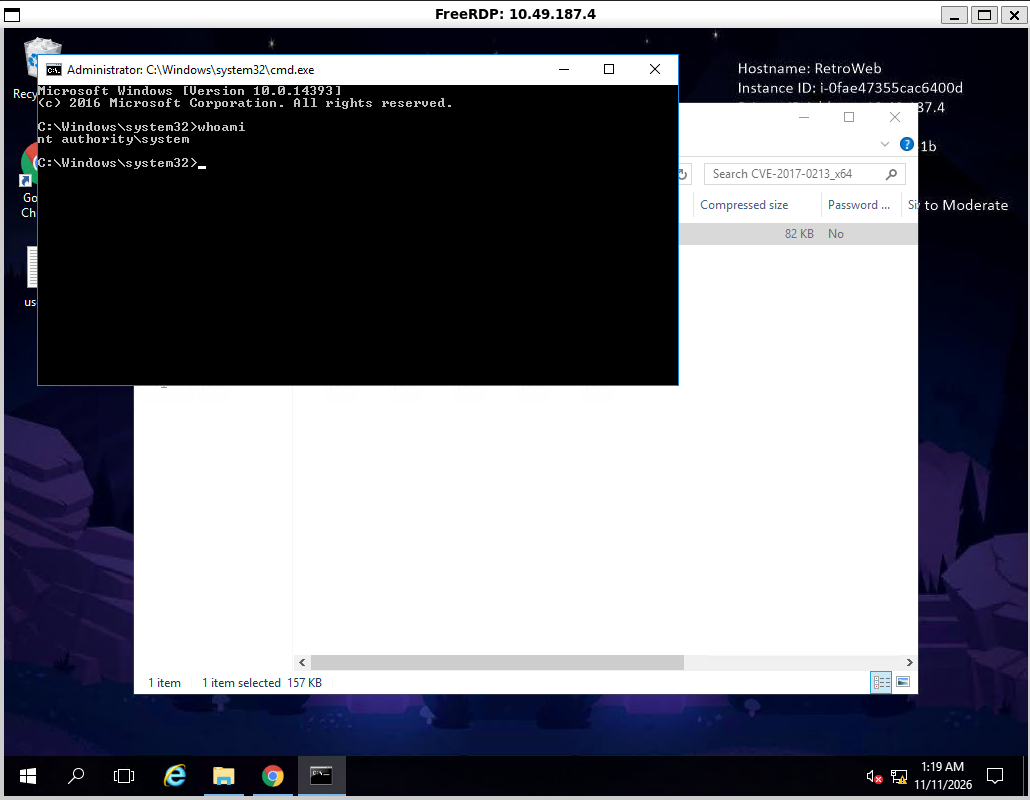 FreeRDP: 10.49.187.4
Administrator: C:\Windows\system32\cmd.exe
Microsoft Windows [Version 10.0.14393]
(c) 2016 Microsoft Corporation. All rights reserved.
C:\Windows\system32>whoami
nt authority\system
C:\Windows\system32>
Hostname: RetroWeb
Instance ID: i-0fae47355cac6400d
1b
to Moderate
Search CVE-2017-0213_x64
Compressed size
Password ...
82 KB
No
1 item
1 item selected 157 KB
1:19 AM
11/11/2026